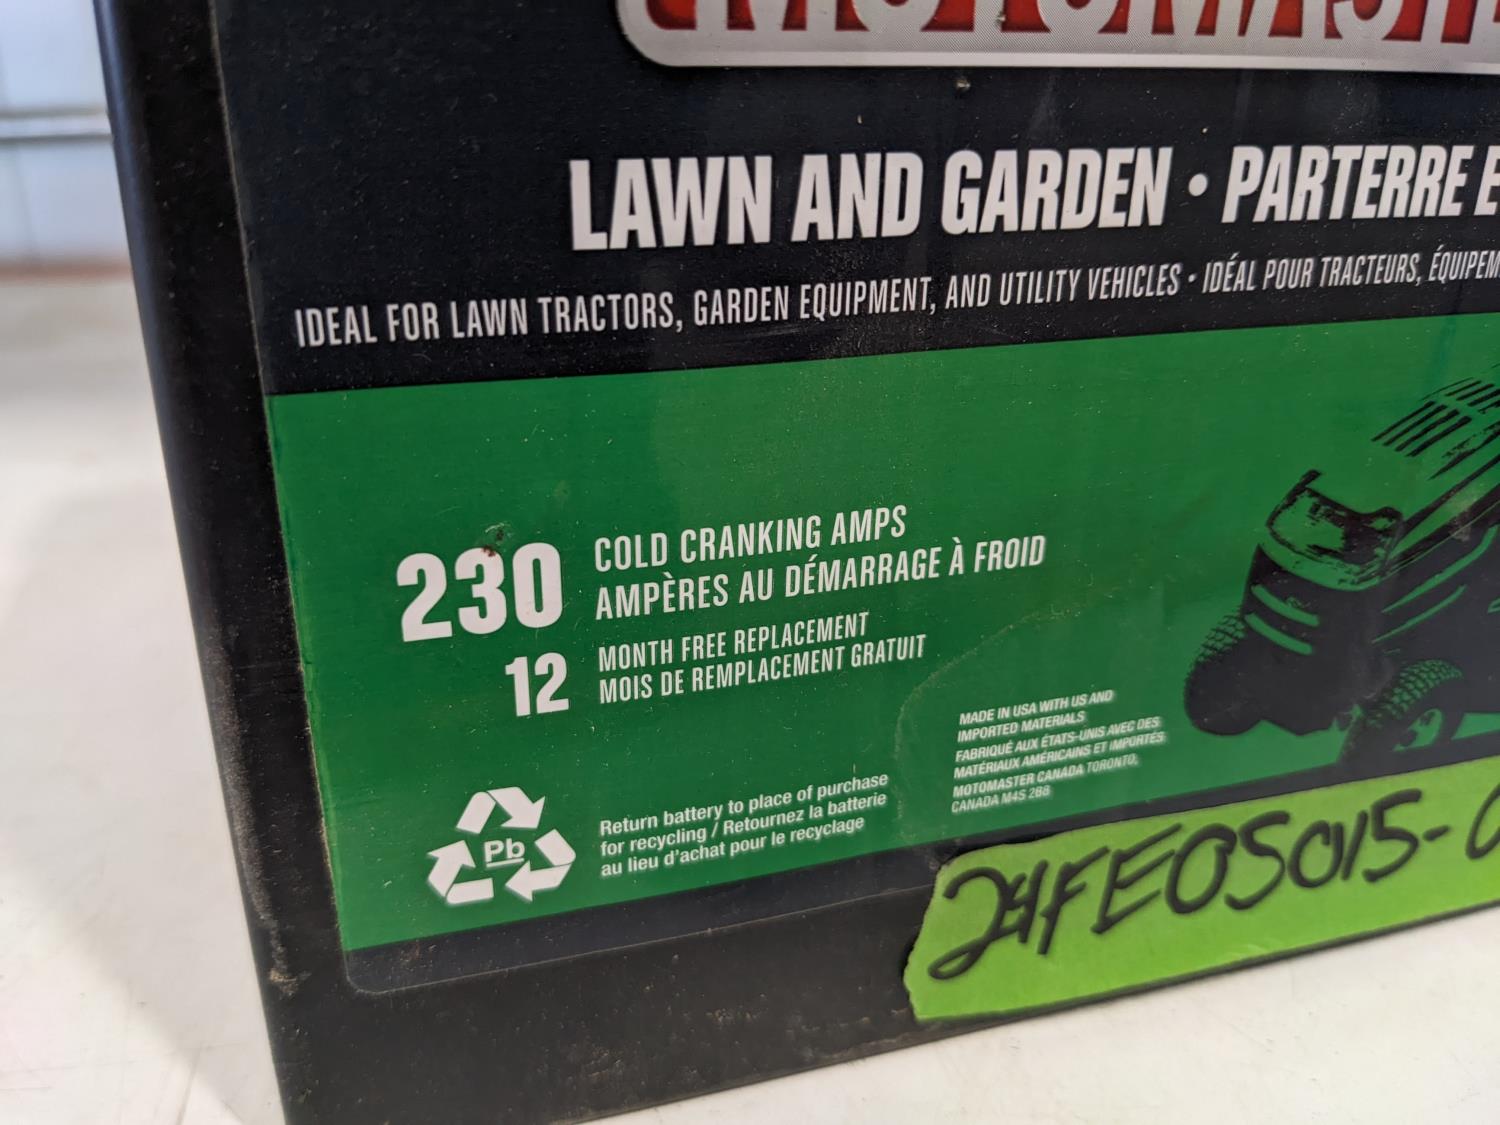 LAWN AND GARDEN • PARTERRE E
IDEAL FOR LAWN TRACTORS, GARDEN EQUIPMENT, AND UTILITY VEHICLES • IDÉAL POUR TRACTEURS, ÉQUIPEM
230 COLD CRANKING AMPS
AMPÈRES AU DÉMARRAGE À FROID
12 MONTH FREE REPLACEMENT
MOIS DE REMPLACEMENT GRATUIT
MADE IN USA WITH US AND
IMPORTED MATERIALS
FABRIQUÉ AUX ÉTATS-UNIS AVEC DES
MATÉRIAUX AMÉRICAINS ET IMPORTÉS
MOTOMASTER CANADA TORONTO,
CANADA M4S 2B8
Pb
Return battery to place of purchase
for recycling / Retournez la batterie
au lieu d'achat pour le recyclage
24FE05015-